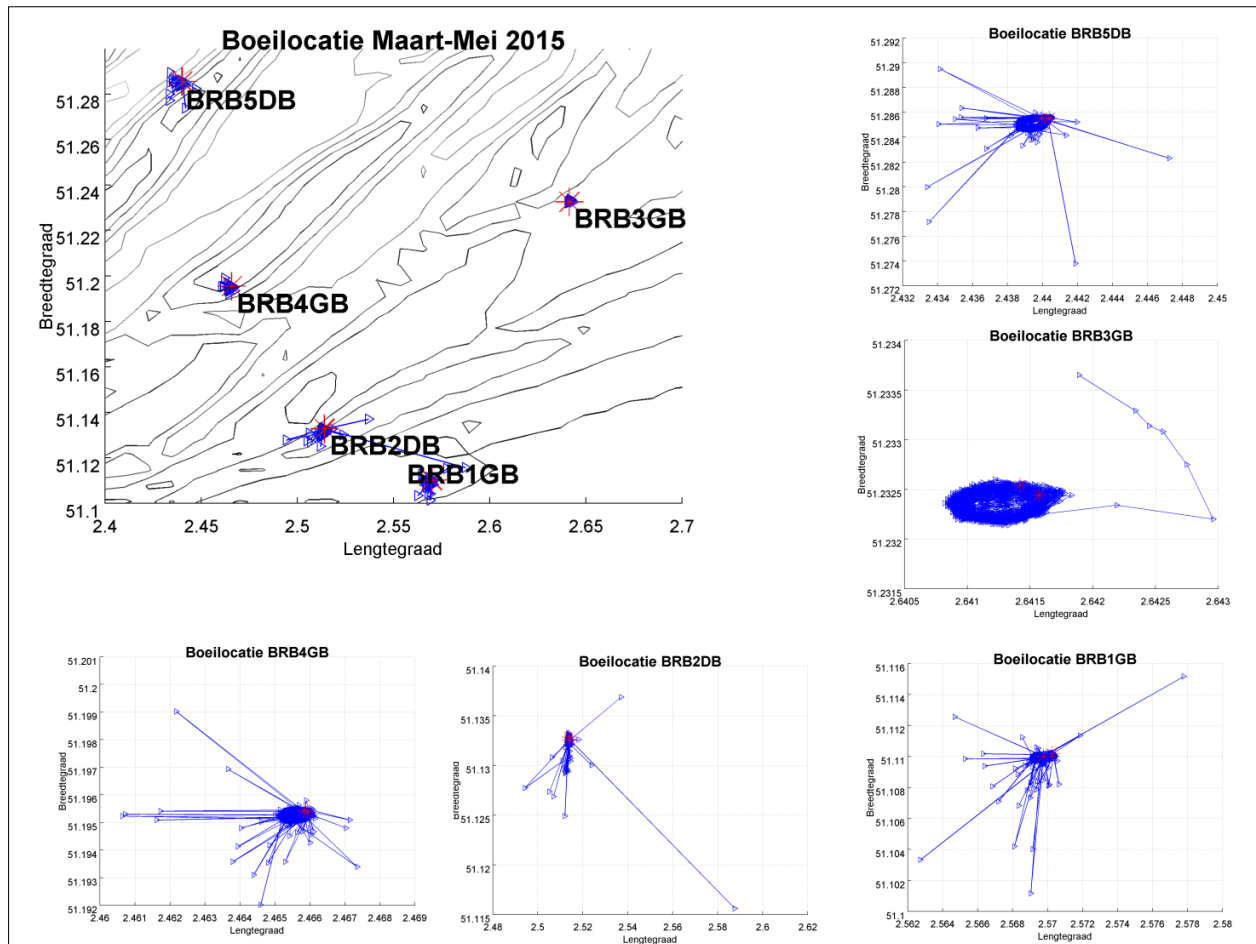 Boeilocatie Maart-Mei 2015
51.28
51.26
51.24
51.22
51.2
51.18
51.16
51.14
51.12
51.1
Breedtegraad
BRB5DB
BRB3GB
BRB4GB
BRB2DB
BRB1GB
2.4 2.45 2.5 2.55 2.6 2.65 2.7
Lengtegraad
Boeilocatie BRB5DB
51.292
51.29
51.288
51.286
51.284
51.282
51.28
51.278
51.276
51.274
51.272
Breedtegraad
2.432 2.434 2.436 2.438 2.44 2.442 2.444 2.446 2.448 2.45
Lengtegraad
Boeilocatie BRB3GB
51.234
51.2335
51.233
51.2325
51.232
51.2315
Breedtegraad
2.6405 2.641 2.6415 2.642 2.6425 2.643
Lengtegraad
Boeilocatie BRB4GB
51.201
51.2
51.199
51.198
51.197
51.196
51.195
51.194
51.193
51.192
Breedtegraad
2.46 2.461 2.462 2.463 2.464 2.465 2.466 2.467 2.468 2.469
Lengtegraad
Boeilocatie BRB2DB
51.14
51.135
51.13
51.125
51.12
51.115
Breedtegraad
2.48 2.5 2.52 2.54 2.56 2.58 2.6 2.62
Lengtegraad
Boeilocatie BRB1GB
51.116
51.114
51.112
51.11
51.108
51.106
51.104
51.102
51.1
Breedtegraad
2.562 2.564 2.566 2.568 2.57 2.572 2.574 2.576 2.578 2.58
Lengtegraad